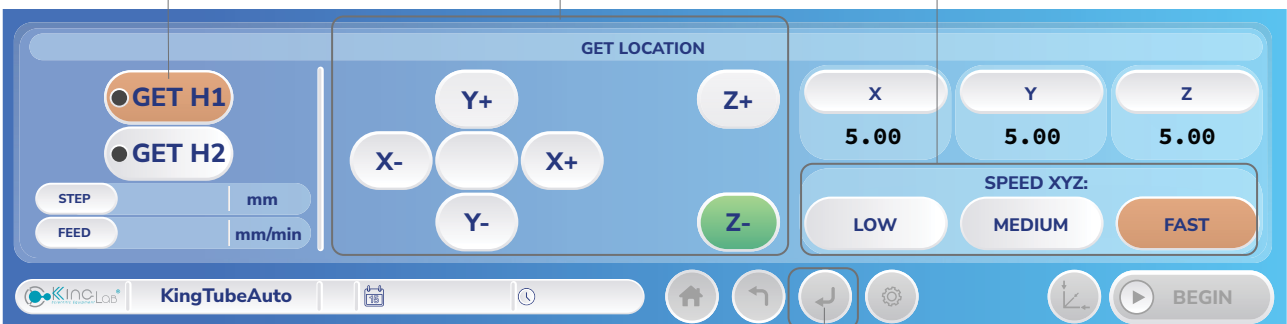 GET LOCATION
GET H1
GET H2
STEP mm
FEED mm/min
Y+
X- X+
Y-
Z+
Z-
X Y Z
5.00 5.00 5.00
SPEED XYZ:
LOW MEDIUM FAST
KingLab® KingTubeAuto 15
BEGIN